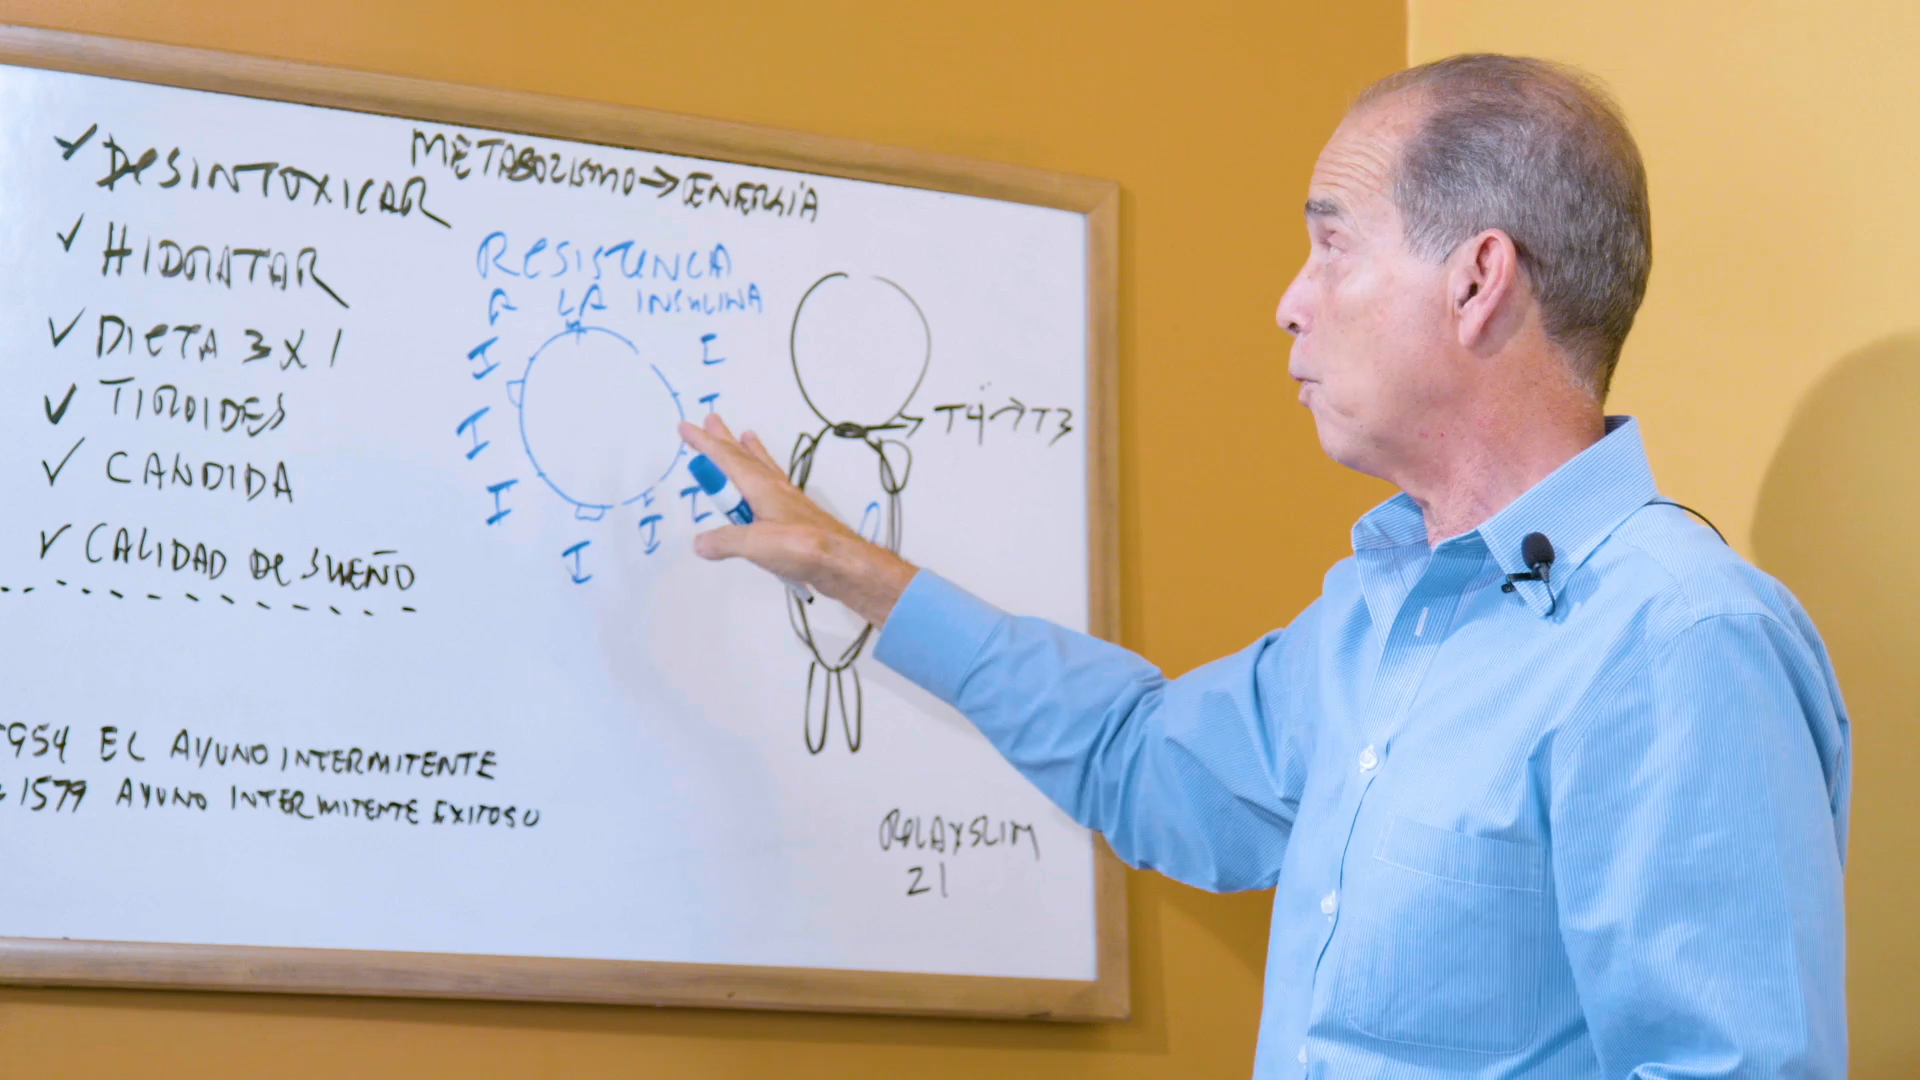 METABOLISMO → ENERGÍA
✓ DESINTOXICAR
✓ HIDRATAR
✓ DIETA 3X1
✓ TIROIDES
✓ CANDIDA
✓ CALIDAD DE SUEÑO
RESISTENCIA
A LA INSULINA
I I
I I
I I I
I
T4 → T3
954 EL AYUNO INTERMITENTE
1579 AYUNO INTERMITENTE EXITOSO
RELAXSLIM
21